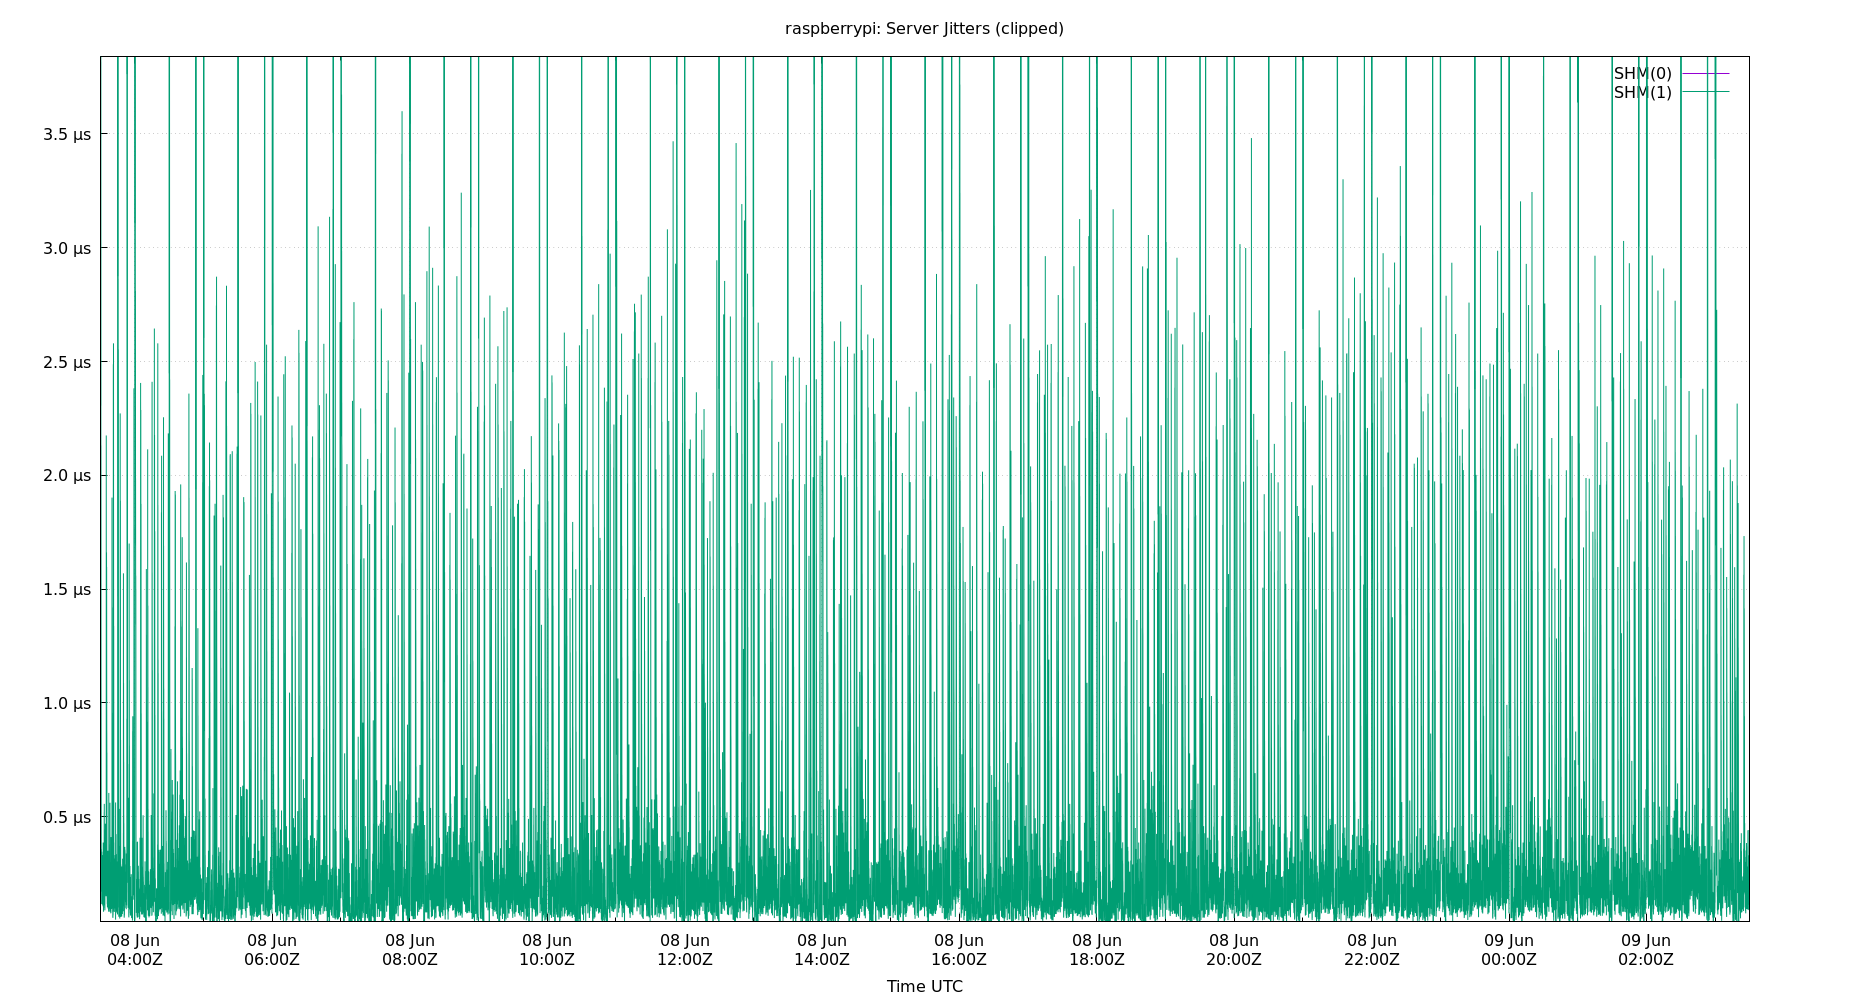 raspberrypi: Server Jitters (clipped)
SHM(0)
SHM(1)
3.5 μs
3.0 μs
2.5 μs
2.0 μs
1.5 μs
1.0 μs
0.5 μs
08 Jun 08 Jun 08 Jun 08 Jun 08 Jun 08 Jun 08 Jun 08 Jun 08 Jun 08 Jun 09 Jun 09 Jun
04:00Z 06:00Z 08:00Z 10:00Z 12:00Z 14:00Z 16:00Z 18:00Z 20:00Z 22:00Z 00:00Z 02:00Z
Time UTC